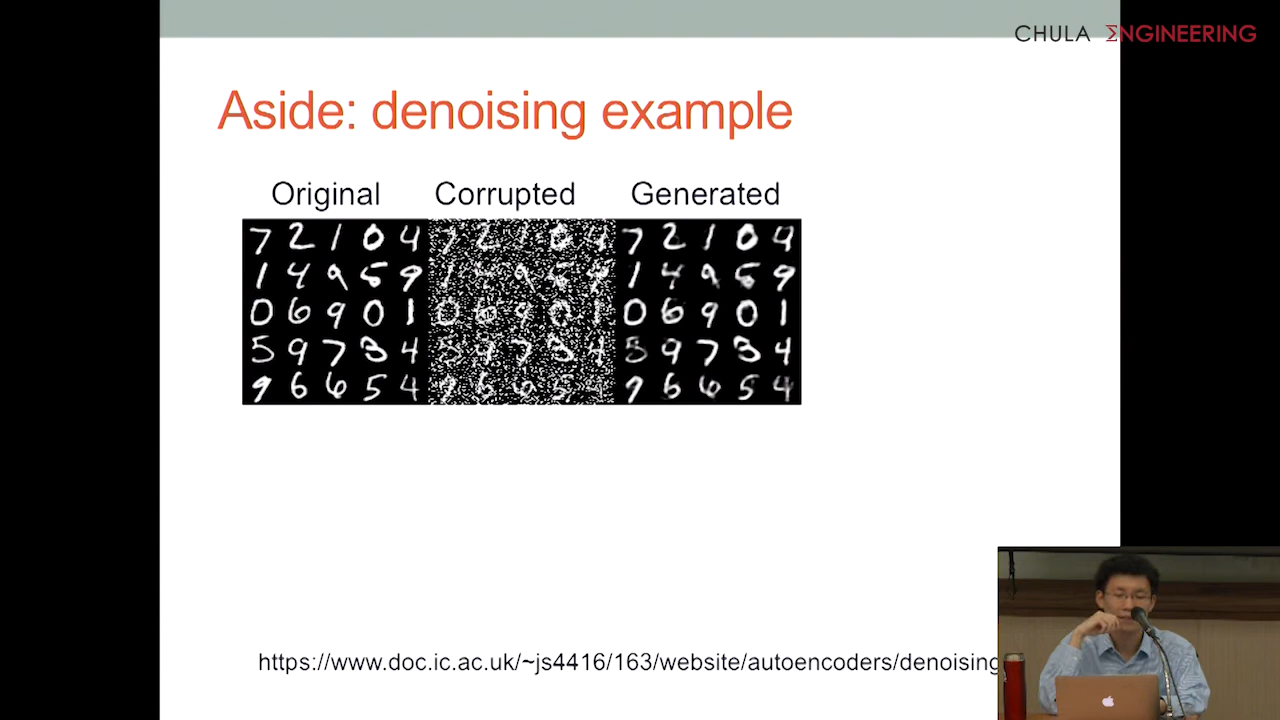 CHULA ΣNGINEERING
Aside: denoising example
Original Corrupted Generated
7 2 1 0 4 7 2 1 0 4
1 4 9 5 9 1 4 9 5 9
0 6 9 0 1 0 6 9 0 1
5 9 7 3 4 5 9 7 3 4
9 6 6 5 4 9 6 6 5 4
https://www.doc.ic.ac.uk/~js4416/163/website/autoencoders/denoising